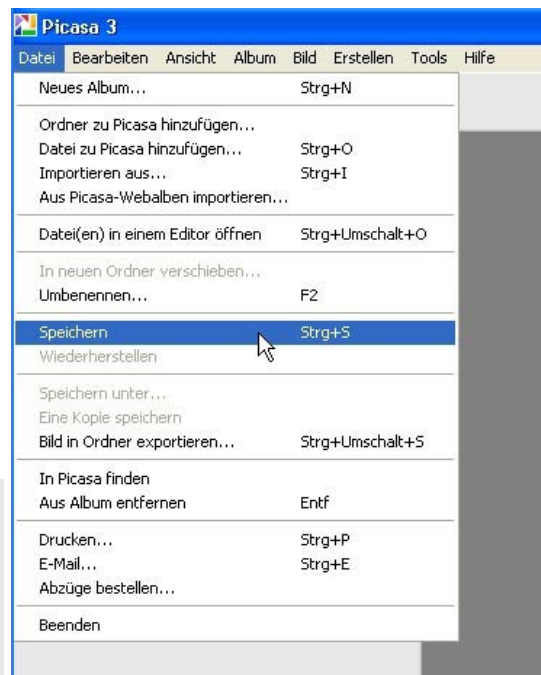 Picasa 3
Datei Bearbeiten Ansicht Album Bild Erstellen Tools Hilfe
Neues Album... Strg+N
Ordner zu Picasa hinzufügen...
Datei zu Picasa hinzufügen... Strg+O
Importieren aus... Strg+I
Aus Picasa-Webalben importieren...
Datei(en) in einem Editor öffnen Strg+Umschalt+O
In neuen Ordner verschieben...
Umbenennen... F2
Speichern Strg+S
Wiederherstellen
Speichern unter...
Eine Kopie speichern
Bild in Ordner exportieren... Strg+Umschalt+S
In Picasa finden
Aus Album entfernen Entf
Drucken... Strg+P
E-Mail... Strg+E
Abzüge bestellen...
Beenden